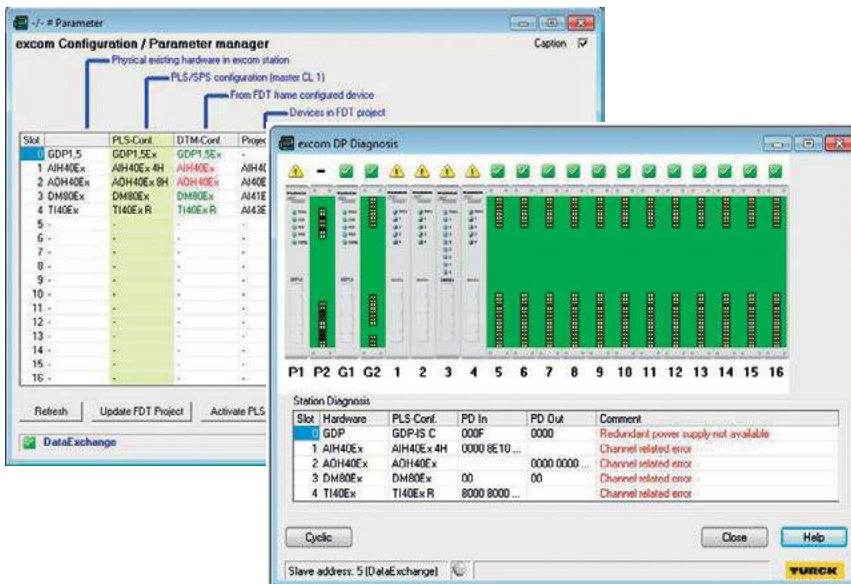 -/- # Parameter
excom Configuration / Parameter manager
Caption
Physical existing hardware in excom station
PLS/SPS configuration (master CL 1)
From FDT frame configured device
Devices in FDT project
Slot PLS-Conf. DTM-Conf.
0 GDP1,5 GDP1,5Ex GDP1,5Ex -
1 AIH40Ex AIH40Ex 4H AIH40Ex
2 AOH40Ex AOH40Ex 8H AOH40Ex
3 DM80Ex DM80Ex DM80Ex AI41E
4 TI40Ex TI40Ex R TI40Ex AI43E
5 - - - -
6 - - - -
7 - - - -
8 - - - -
9 - - - -
10 - - - -
11 - - - -
12 - - - -
13 - - - -
14 - - - -
15 - - - -
16 - - - -
Refresh Update FDT Project Activate PLS
DataExchange
excom DP Diagnosis
P1 P2 G1 G2 1 2 3 4 5 6 7 8 9 10 11 12 13 14 15 16
Station Diagnosis
Slot Hardware PLS-Conf. PD In PD Out Comment
0 GDP GDP-IS C 000F 0000 Redundant power supply not available
1 AIH40Ex AIH40Ex 4H 0000 8E10 ... Channel related error
2 AOH40Ex AOH40Ex 0000 0000 ... Channel related error
3 DM80Ex DM80Ex 00 00 Channel related error
4 TI40Ex TI40Ex R 8000 8000 ... Channel related error
Cyclic Close Help
Slave address: 5 (DataExchange) TURCK